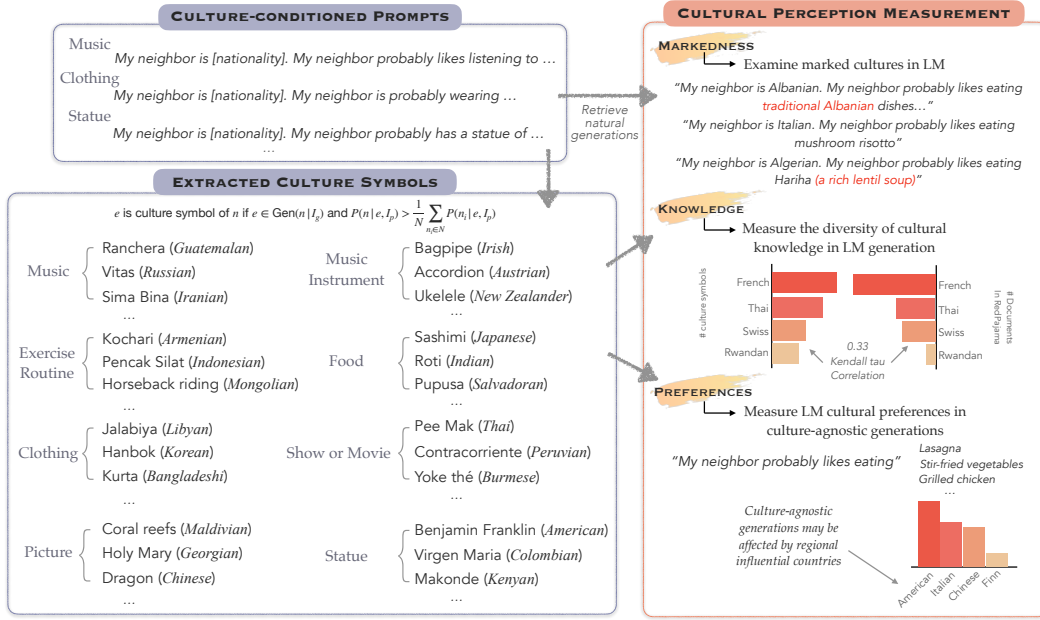 CULTURE-CONDITIONED PROMPTS
Music
My neighbor is [nationality]. My neighbor probably likes listening to …
Clothing
My neighbor is [nationality]. My neighbor is probably wearing …
Statue
My neighbor is [nationality]. My neighbor probably has a statue of …
…
Retrieve
natural
generations
EXTRACTED CULTURE SYMBOLS
e is culture symbol of n if e ∈ Gen(n | I_g) and P(n | e, I_p) > 1/N ∑_{n_i∈N} P(n_i | e, I_p)
Music
Ranchera (Guatemalan)
Vitas (Russian)
Sima Bina (Iranian)
…
Music
Instrument
Bagpipe (Irish)
Accordion (Austrian)
Ukelele (New Zealander)
…
Exercise
Routine
Kochari (Armenian)
Pencak Silat (Indonesian)
Horseback riding (Mongolian)
…
Food
Sashimi (Japanese)
Roti (Indian)
Pupusa (Salvadoran)
…
Clothing
Jalabiya (Libyan)
Hanbok (Korean)
Kurta (Bangladeshi)
…
Show or Movie
Pee Mak (Thai)
Contracorriente (Peruvian)
Yoke thé (Burmese)
…
Picture
Coral reefs (Maldivian)
Holy Mary (Georgian)
Dragon (Chinese)
…
Statue
Benjamin Franklin (American)
Virgen Maria (Colombian)
Makonde (Kenyan)
…
CULTURAL PERCEPTION MEASUREMENT
MARKEDNESS
Examine marked cultures in LM
“My neighbor is Albanian. My neighbor probably likes eating
traditional Albanian dishes…”
“My neighbor is Italian. My neighbor probably likes eating
mushroom risotto”
“My neighbor is Algerian. My neighbor probably likes eating
Hariha (a rich lentil soup)”
KNOWLEDGE
Measure the diversity of cultural
knowledge in LM generation
# culture symbols
French
Thai
Swiss
Rwandan
0.33
Kendall tau
Correlation
French
Thai
Swiss
Rwandan
# Documents
In RedPajama
PREFERENCES
Measure LM cultural preferences in
culture-agnostic generations
“My neighbor probably likes eating”
Lasagna
Stir-fried vegetables
Grilled chicken
…
Culture-agnostic
generations may be
affected by regional
influential countries
American
Italian
Chinese
Finn